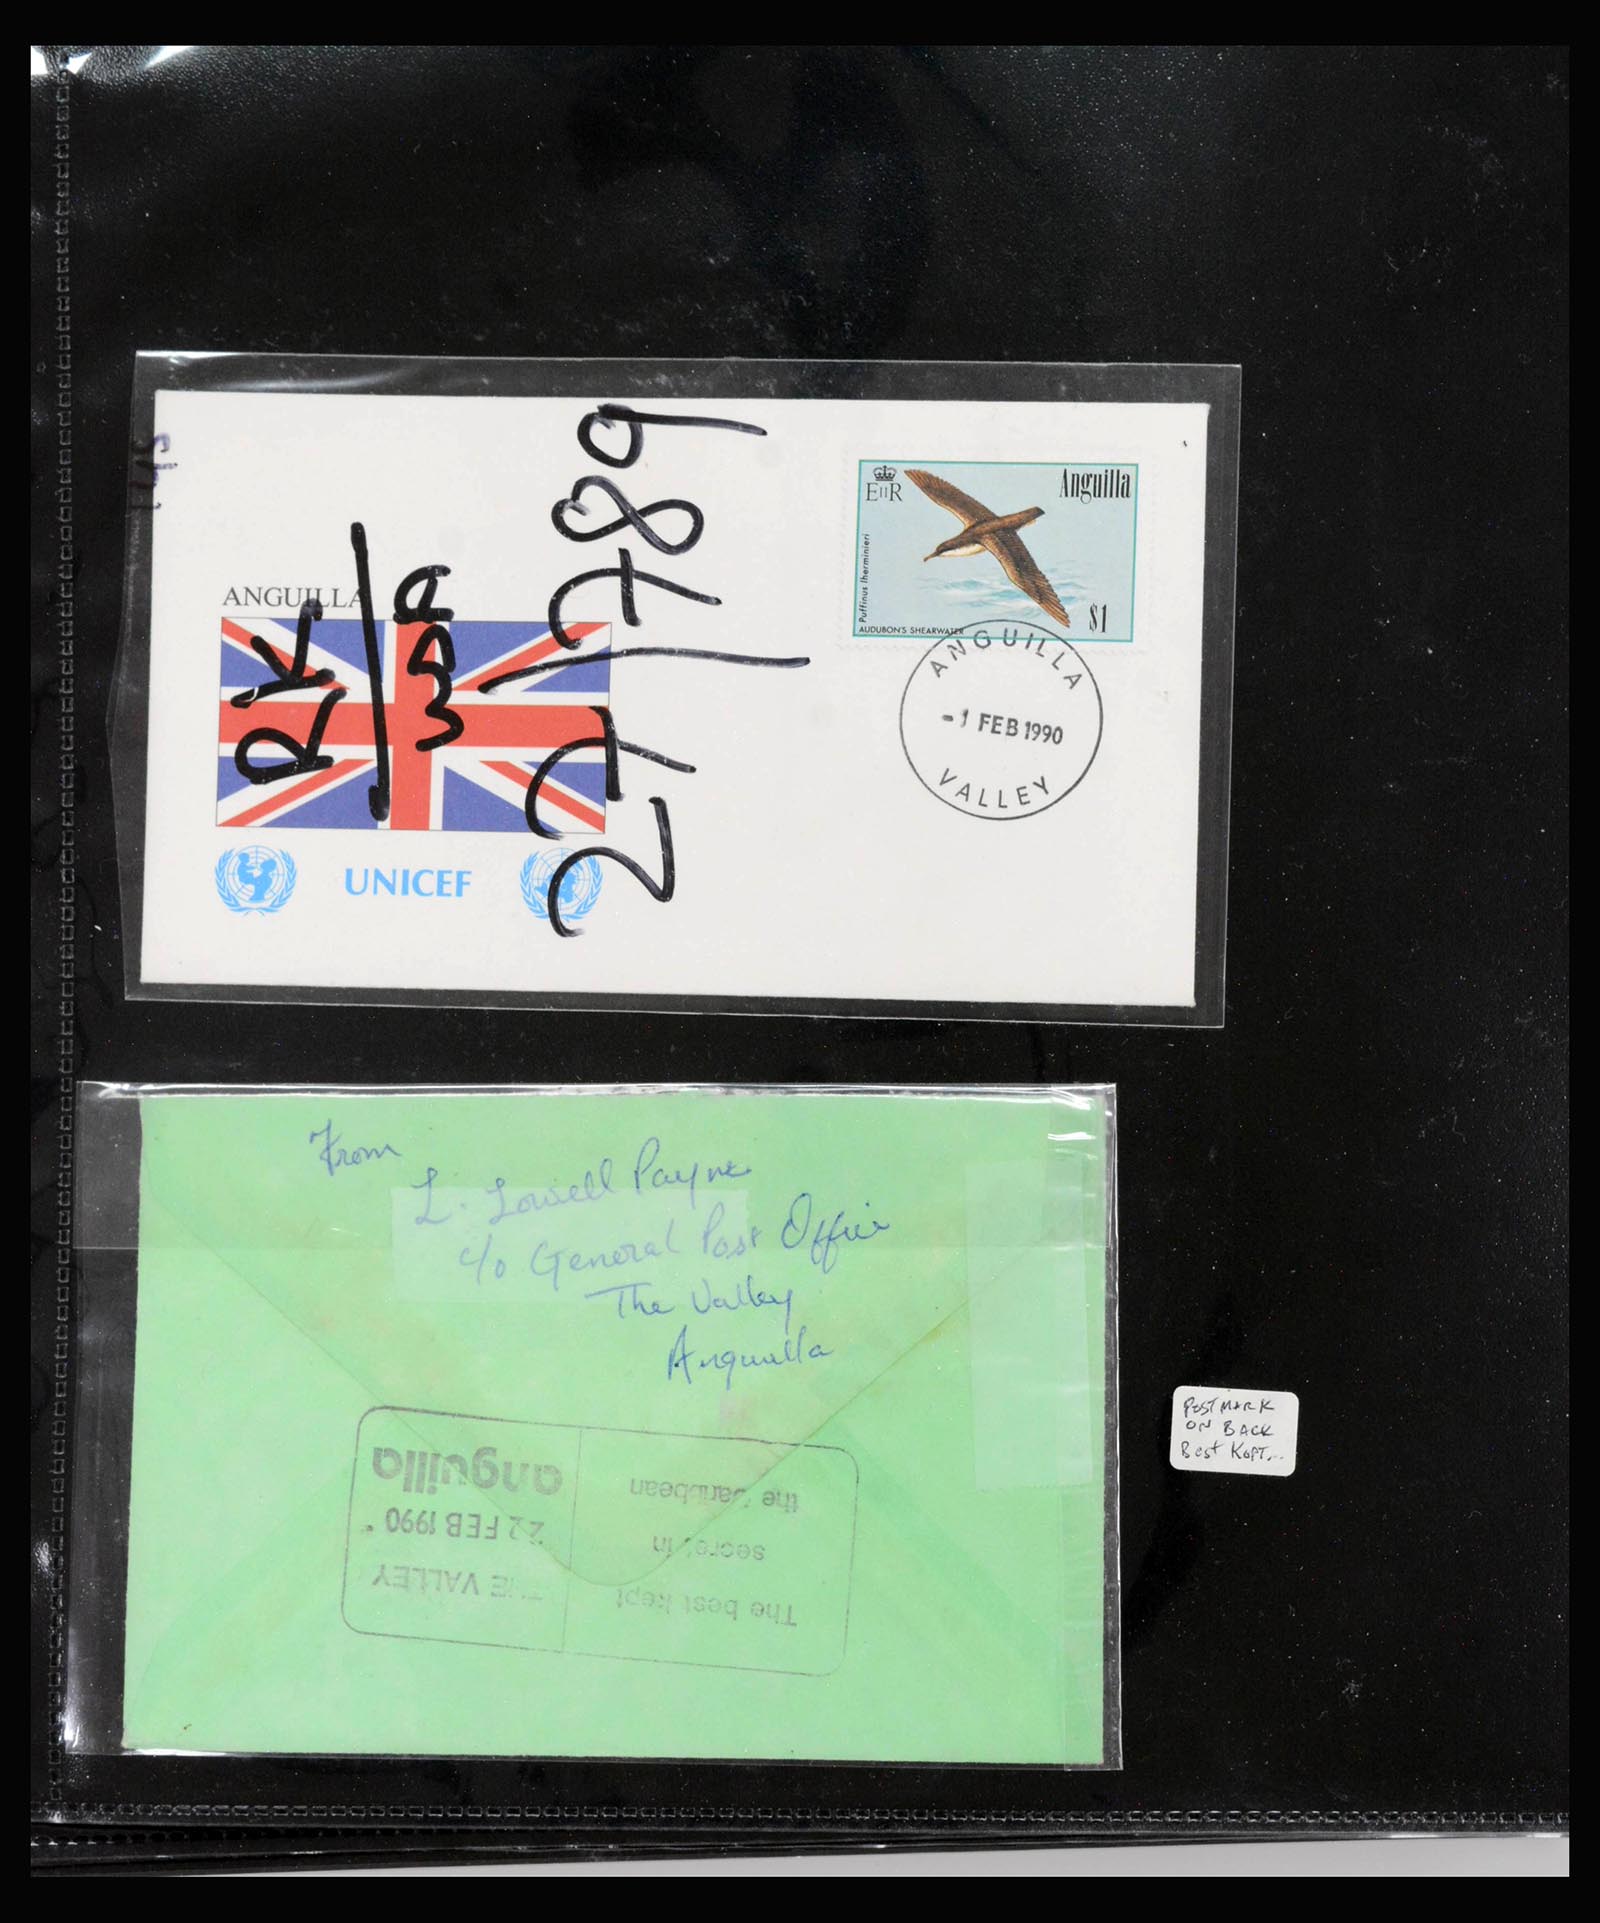 ANGUILLA
UNICEF
27/789
EIIR
Anguilla
Puffinus lherminieri
AUDUBON'S SHEARWATER
$1
ANGUILLA
-1 FEB 1990
VALLEY
From
L. Lowell Payne
c/o General Post Office
The Valley
Anguilla
The best kept
secret in
the Caribbean
THE VALLEY
22 FEB 1990
anguilla
POSTMARK
ON BACK
Best KEPT...